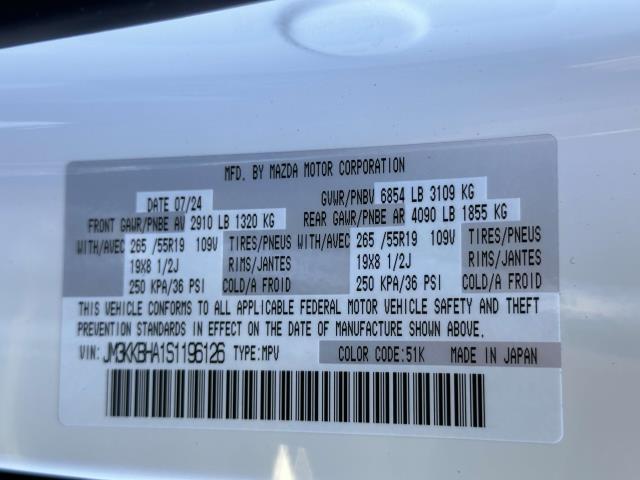 MFD. BY MAZDA MOTOR CORPORATION
DATE 07/24 GVWR/PNBV 6854 LB 3109 KG
FRONT GAWR/PNBE AV 2910 LB 1320 KG REAR GAWR/PNBE AR 4090 LB 1855 KG
WITH/AVEC 265 /55R19 109V TIRES/PNEUS WITH/AVEC 265 /55R19 109V TIRES/PNEUS
19X8 1/2J RIMS/JANTES 19X8 1/2J RIMS/JANTES
250 KPA/36 PSI COLD/A FROID 250 KPA/36 PSI COLD/A FROID
THIS VEHICLE CONFORMS TO ALL APPLICABLE FEDERAL MOTOR VEHICLE SAFETY AND THEFT
PREVENTION STANDARDS IN EFFECT ON THE DATE OF MANUFACTURE SHOWN ABOVE.
VIN: JM3KKBHA1S1195126 TYPE:MPV COLOR CODE:51K MADE IN JAPAN